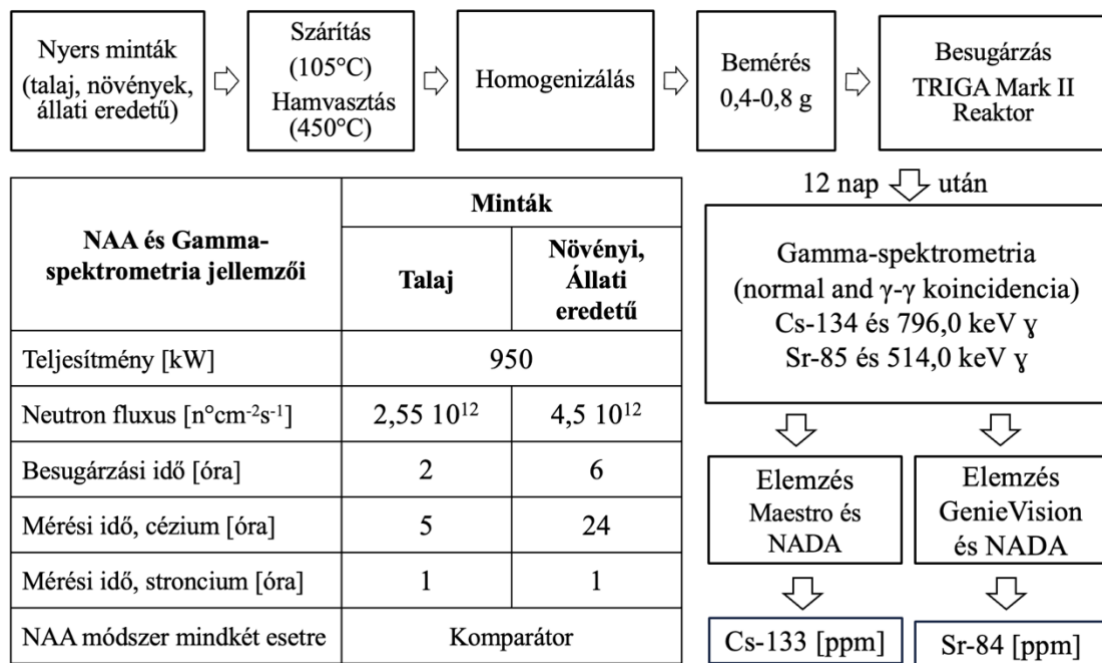 Nyers minták
(talaj, növények,
állati eredetű)
Szárítás
(105°C)
Hamvasztás
(450°C)
Homogenizálás
Bemérés
0,4-0,8 g
Besugárzás
TRIGA Mark II
Reaktor
12 nap után
NAA és Gamma-
spektrometria jellemzői
Minták
Talaj
Növényi,
Állati
eredetű
Teljesítmény [kW] 950
Neutron fluxus [n°cm⁻²s⁻¹] 2,55 10¹² 4,5 10¹²
Besugárzási idő [óra] 2 6
Mérési idő, cézium [óra] 5 24
Mérési idő, stroncium [óra] 1 1
NAA módszer mindkét esetre Komparátor
Gamma-spektrometria
(normal and γ-γ koincidencia)
Cs-134 és 796,0 keV ɣ
Sr-85 és 514,0 keV ɣ
Elemzés
Maestro és
NADA
Elemzés
GenieVision
és NADA
Cs-133 [ppm]
Sr-84 [ppm]